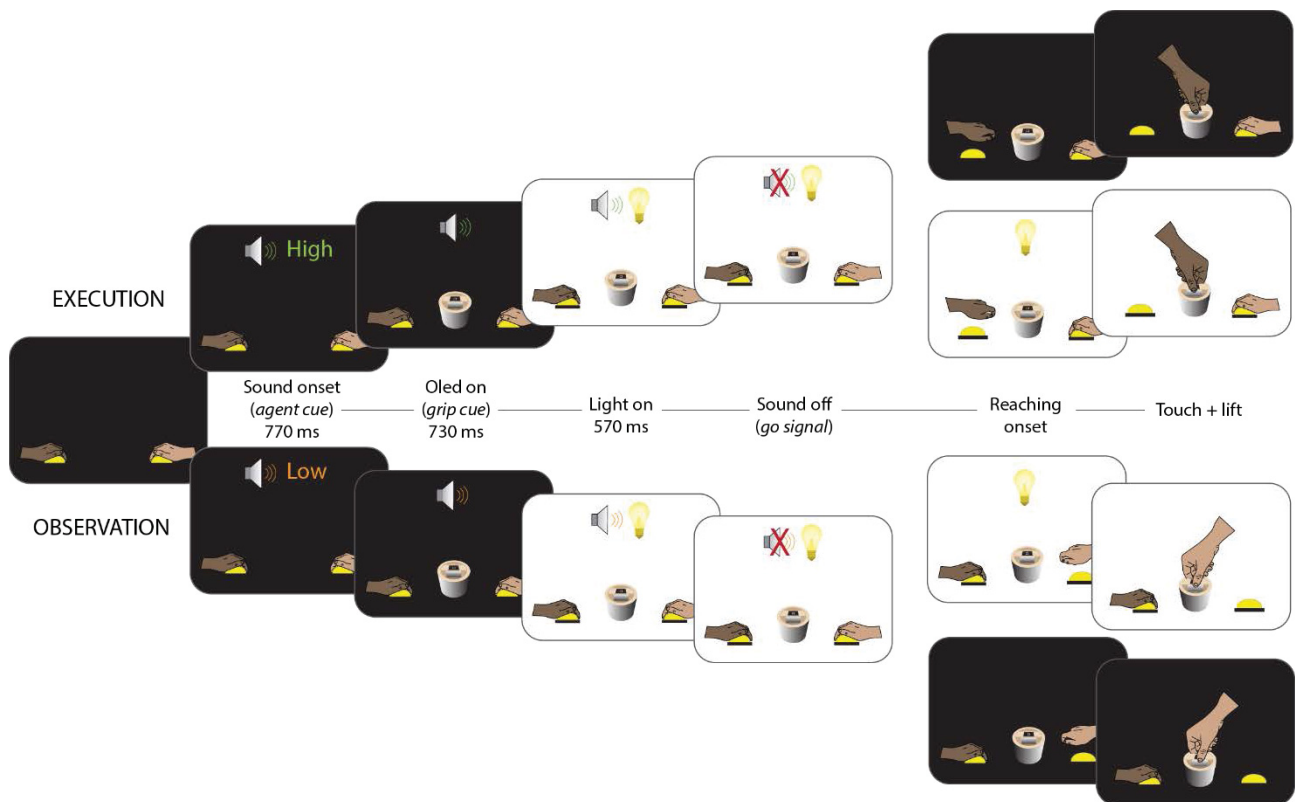 High
EXECUTION
Sound onset
(agent cue)
770 ms
Oled on
(grip cue)
730 ms
Light on
570 ms
Sound off
(go signal)
Reaching
onset
Touch + lift
Low
OBSERVATION